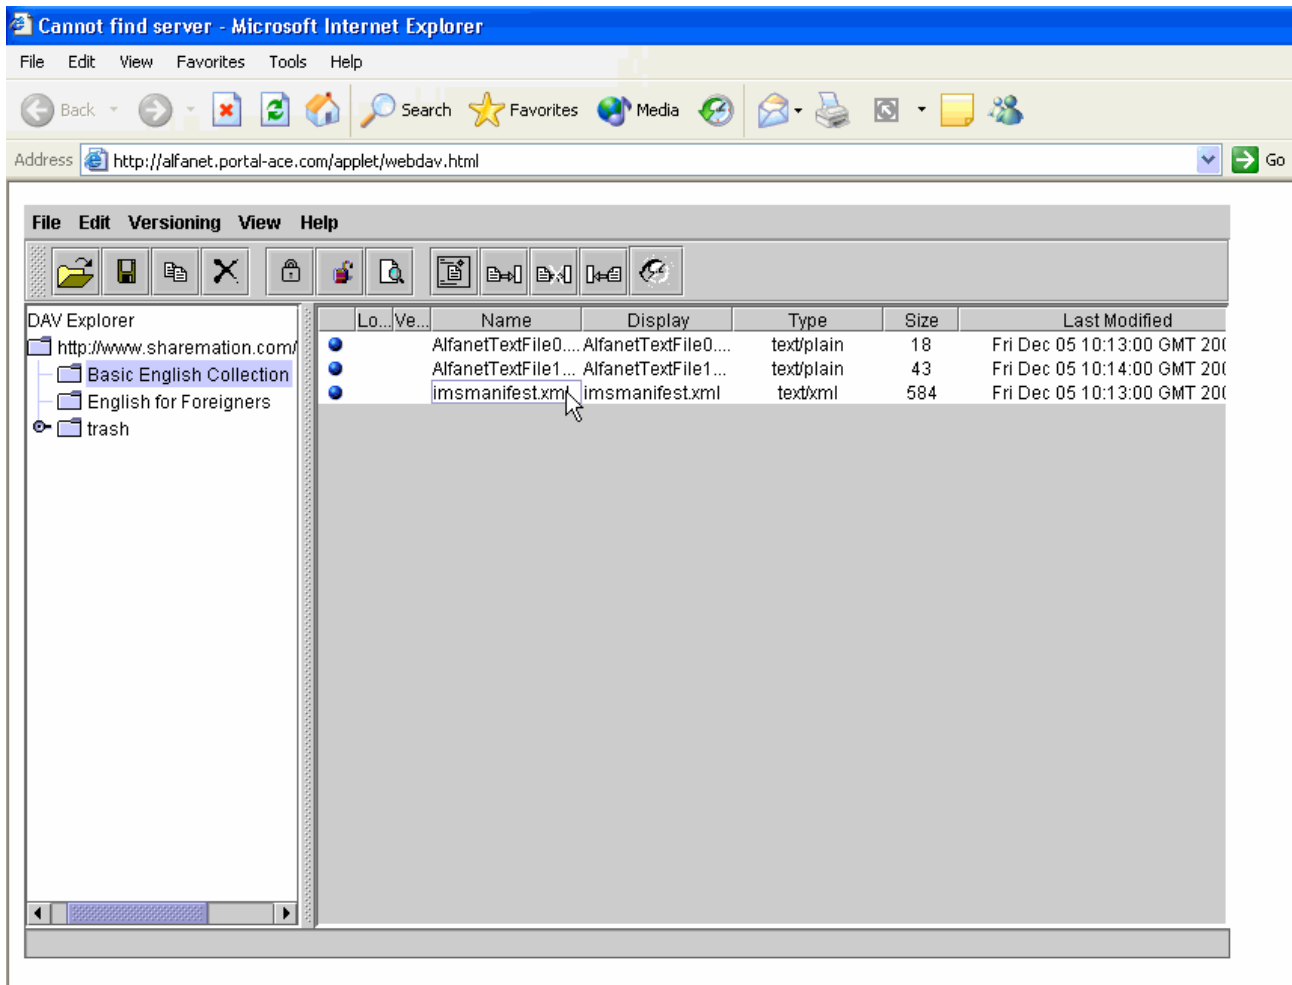 Cannot find server - Microsoft Internet Explorer
File Edit View Favorites Tools Help
Back Search Favorites Media
Address http://alfanet.portal-ace.com/applet/webdav.html Go
File Edit Versioning View Help
DAV Explorer
http://www.sharemation.com/
Basic English Collection
English for Foreigners
trash
Lo... Ve... Name Display Type Size Last Modified
AlfanetTextFile0.... AlfanetTextFile0.... text/plain 18 Fri Dec 05 10:13:00 GMT 200
AlfanetTextFile1... AlfanetTextFile1... text/plain 43 Fri Dec 05 10:14:00 GMT 200
imsmanifest.xml imsmanifest.xml text/xml 584 Fri Dec 05 10:13:00 GMT 200